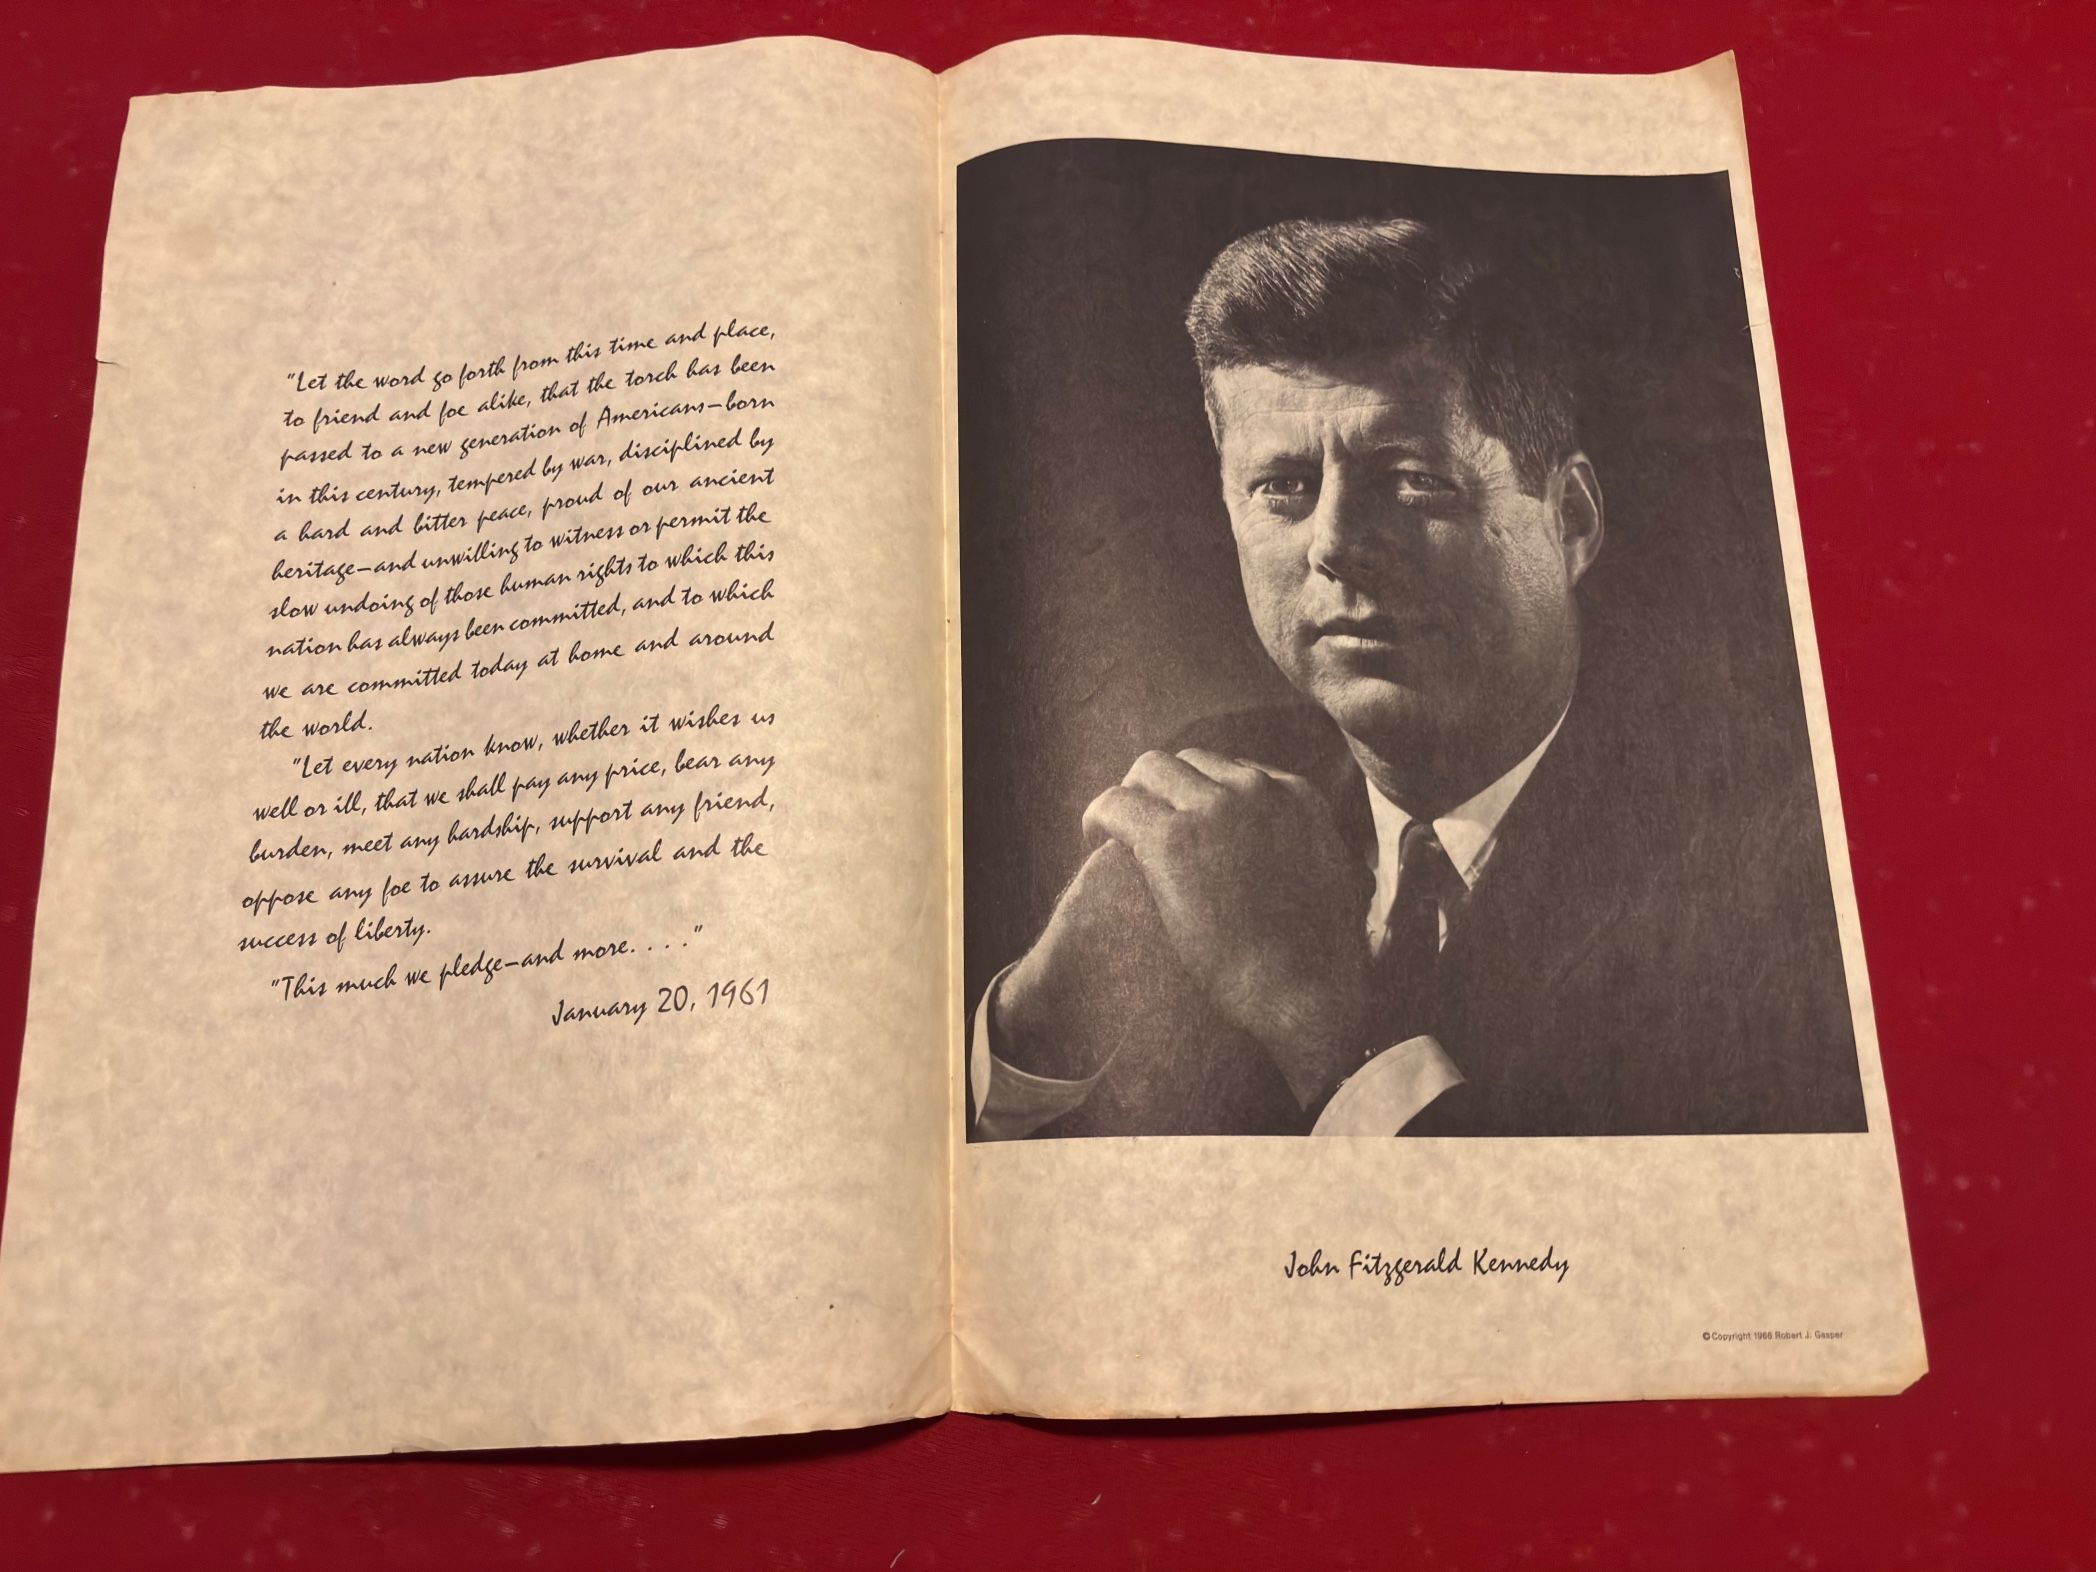 "Let the word go forth from this time and place,
to friend and foe alike, that the torch has been
passed to a new generation of Americans—born
in this century, tempered by war, disciplined by
a hard and bitter peace, proud of our ancient
heritage—and unwilling to witness or permit the
slow undoing of those human rights to which this
nation has always been committed, and to which
we are committed today at home and around
the world.
"Let every nation know, whether it wishes us
well or ill, that we shall pay any price, bear any
burden, meet any hardship, support any friend,
oppose any foe to assure the survival and the
success of liberty.
"This much we pledge—and more. . . ."
January 20, 1961
John Fitzgerald Kennedy
© Copyright 1966 Robert J. Gasper